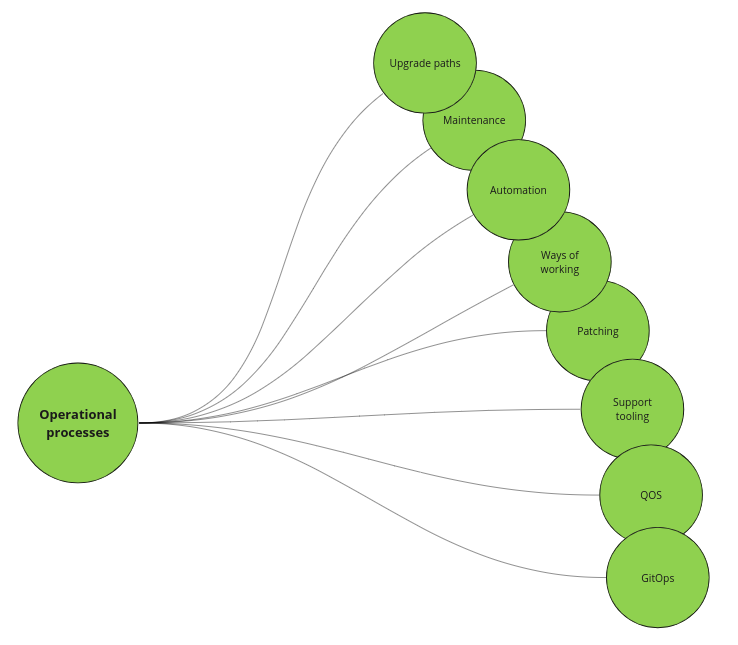 Upgrade paths
Maintenance
Automation
Ways of
working
Patching
Operational
processes
Support
tooling
QOS
GitOps